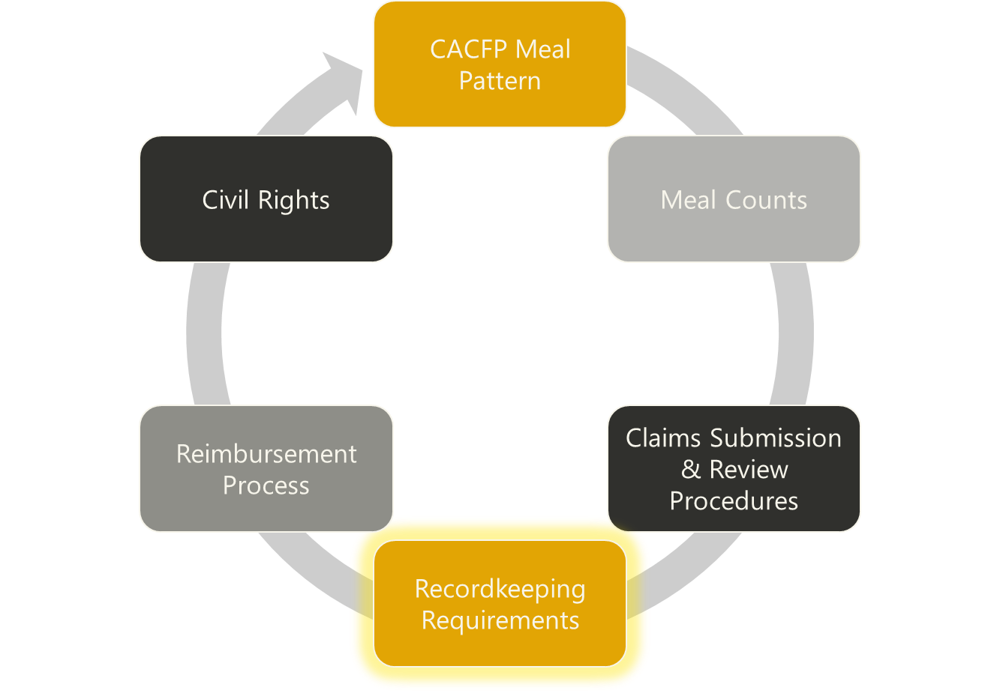 CACFP Meal
Pattern
Meal Counts
Claims Submission
& Review
Procedures
Recordkeeping
Requirements
Reimbursement
Process
Civil Rights